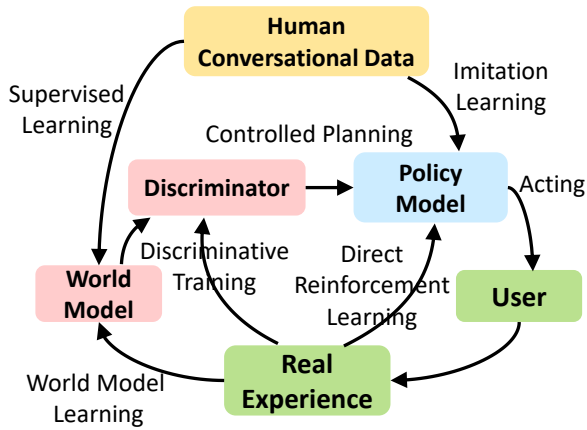 Human
Conversational Data
Supervised
Learning
Imitation
Learning
Controlled Planning
Discriminator
Policy
Model
Acting
Discriminative
Training
Direct
Reinforcement
Learning
World
Model
User
Real
Experience
World Model
Learning